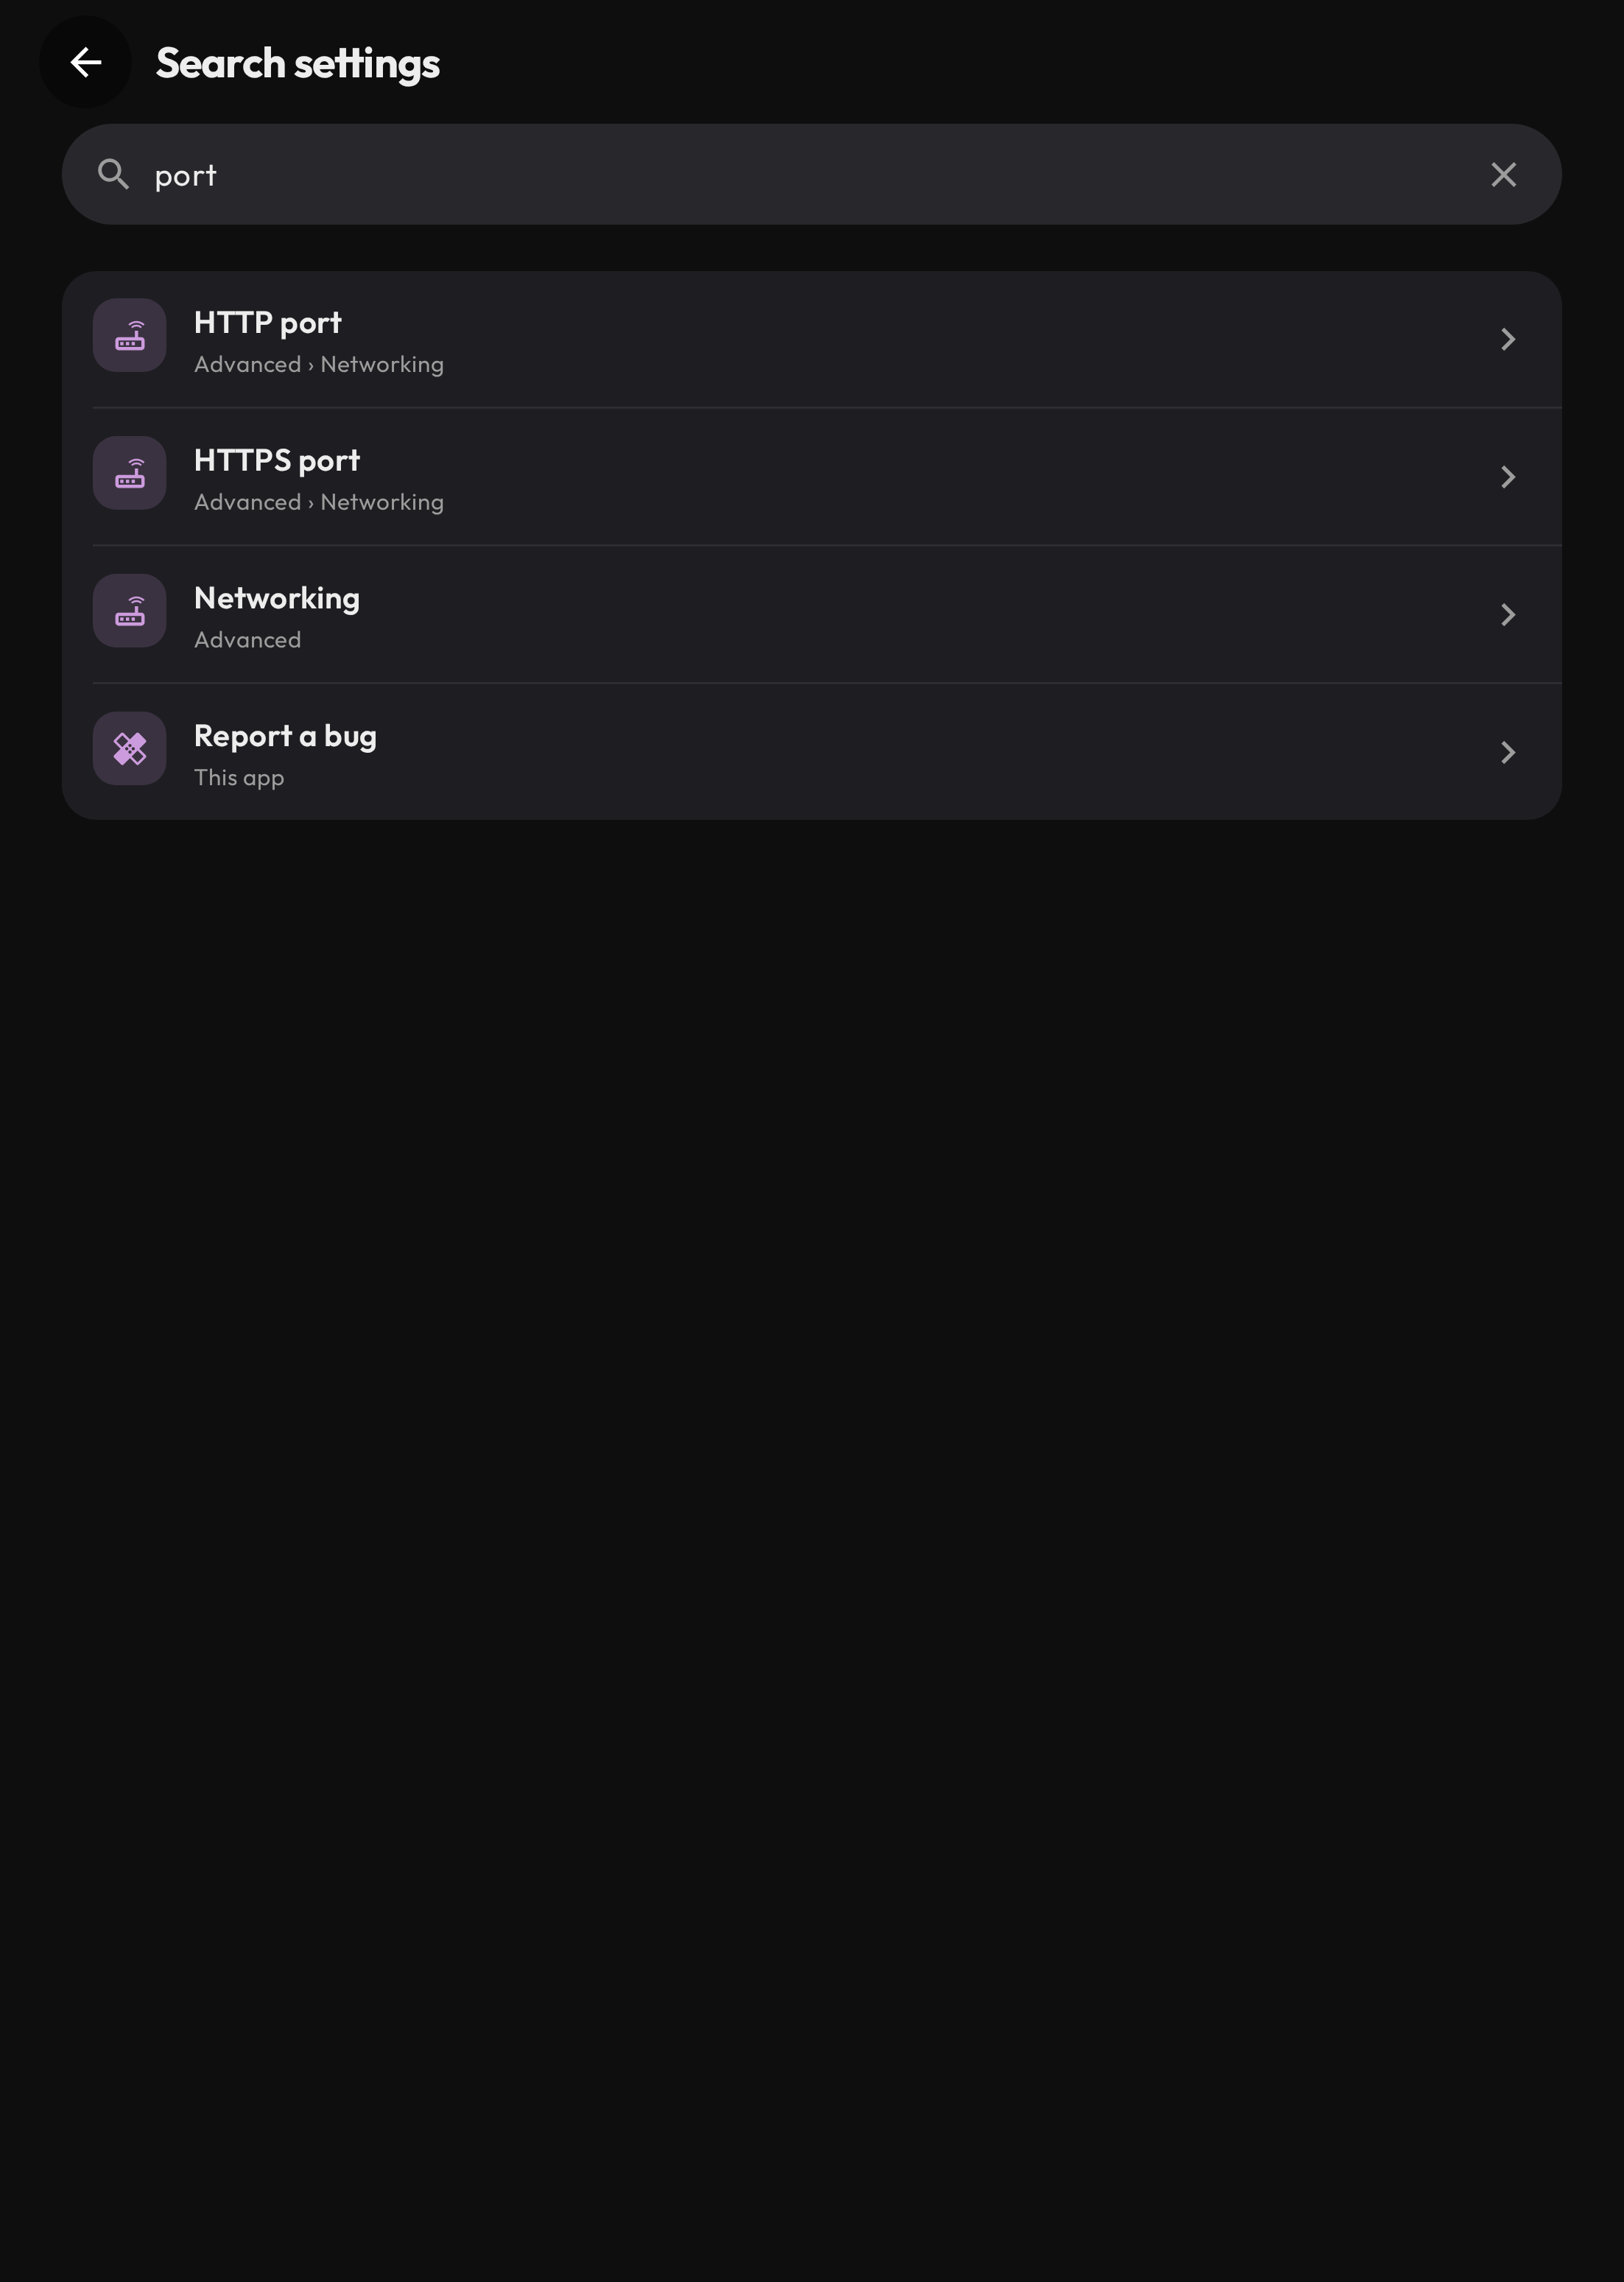 Search settings
port
HTTP port
Advanced › Networking
HTTPS port
Advanced › Networking
Networking
Advanced
Report a bug
This app